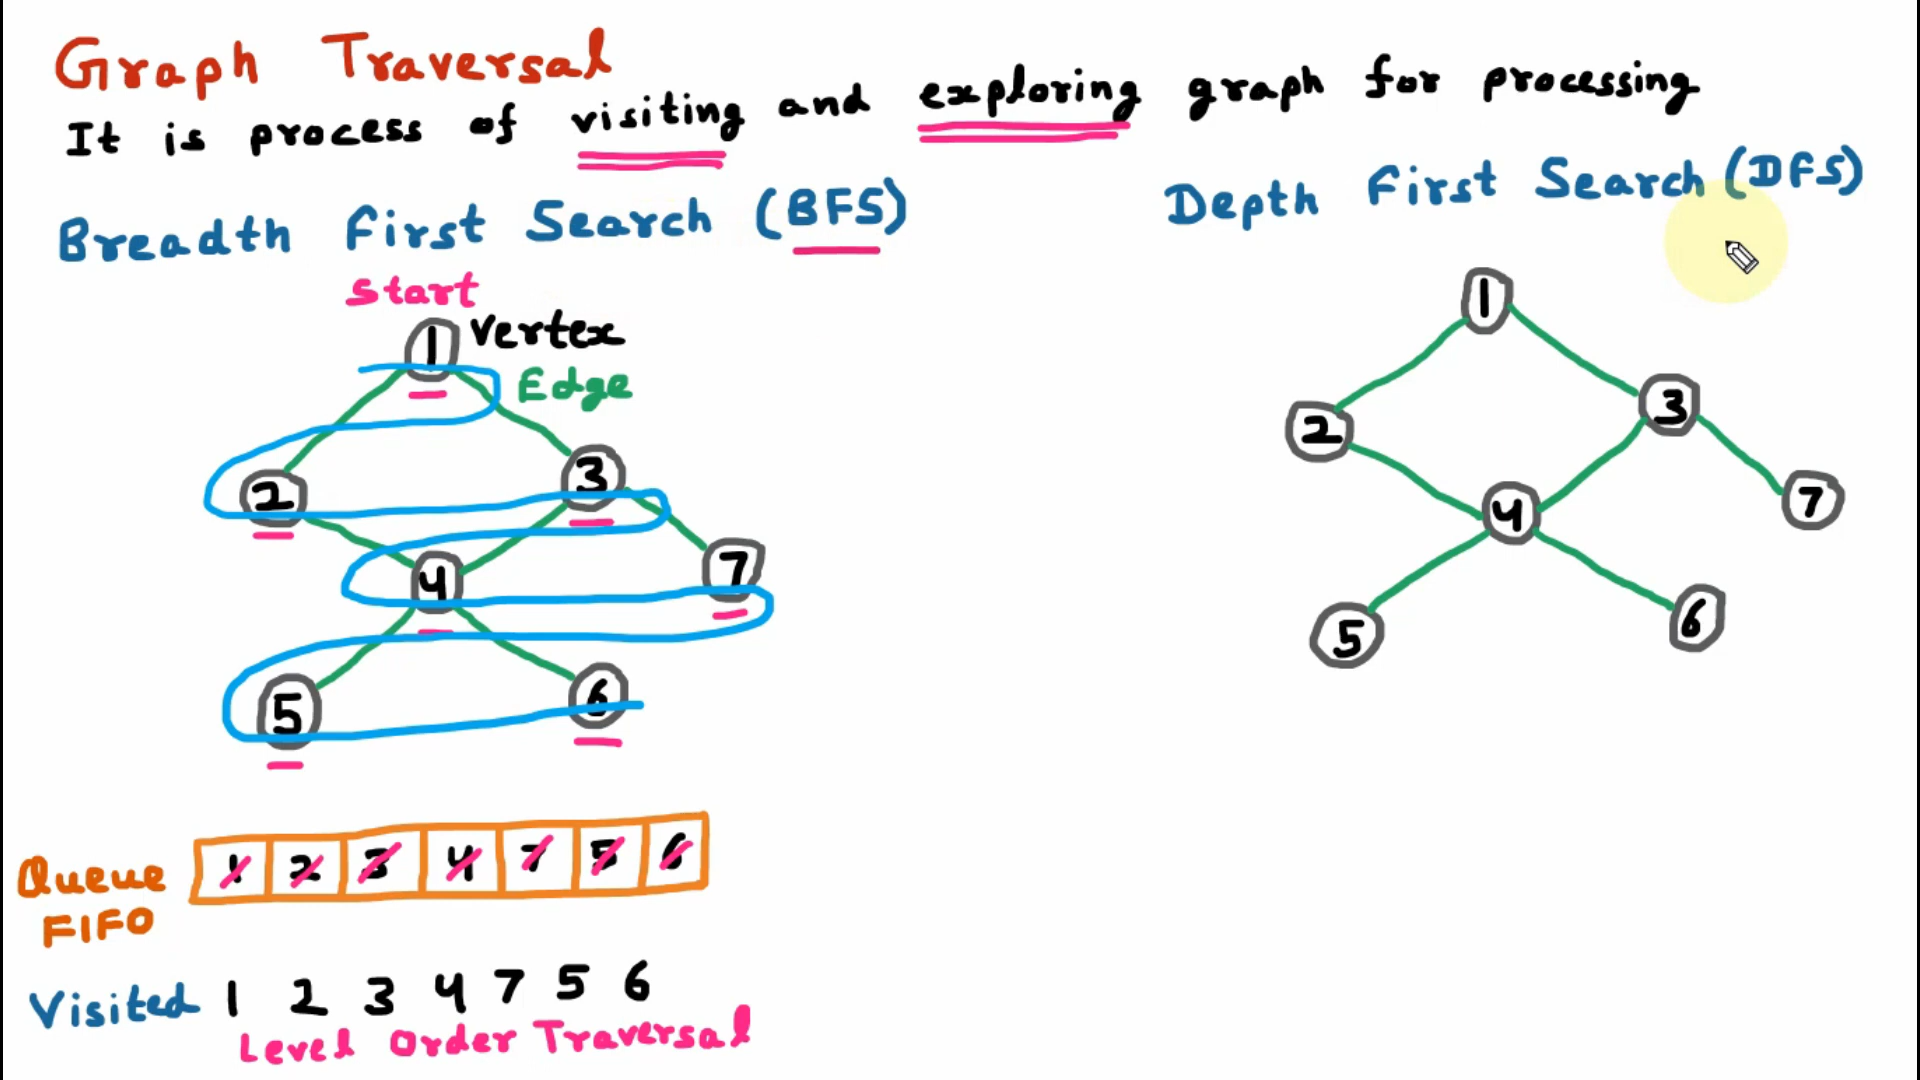 Graph Traversal
It is process of visiting and exploring graph for processing
Breadth First Search (BFS)
Start
1 Vertex
Edge
2 3
4 7
5 6
Queue 1 2 3 4 7 5 6
FIFO
Visited 1 2 3 4 7 5 6
Level Order Traversal
Depth First Search (DFS)
1
2 3
4 7
5 6